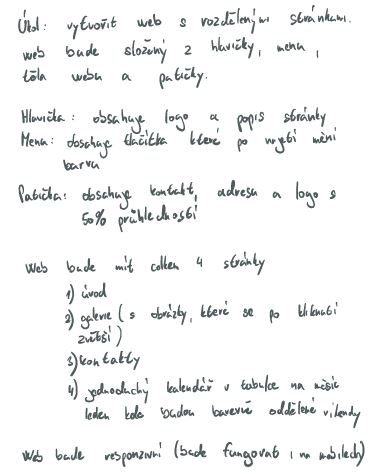 Úkol: vytvořit web s rozdělenými stránkami.
web bude složený z hlavičky, menu,
těla webu a patičky.
Hlavička: obsahuje logo a popis stránky
Menu: obsahuje tlačítka které po najetí mění
barvu
Patička: obsahuje kontakt, adresu a logo s
50% průhledností
Web bude mít celkem 4 stránky
1) úvod
2) galerie (s obrázky, které se po kliknutí
zvětší)
3) kontakty
4) jednoduchý kalendář v tabulce na měsíc
leden kde budou barevně oddělené víkendy
Web bude responzivní (bude fungovat i na mobilech)